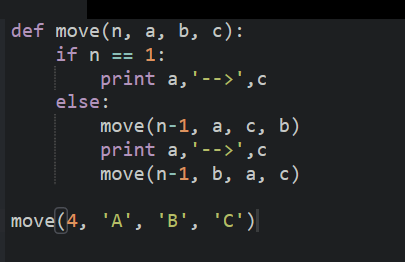 def move(n, a, b, c):
    if n == 1:
        print a,'-->',c
    else:
        move(n-1, a, c, b)
        print a,'-->',c
        move(n-1, b, a, c)
move(4, 'A', 'B', 'C')